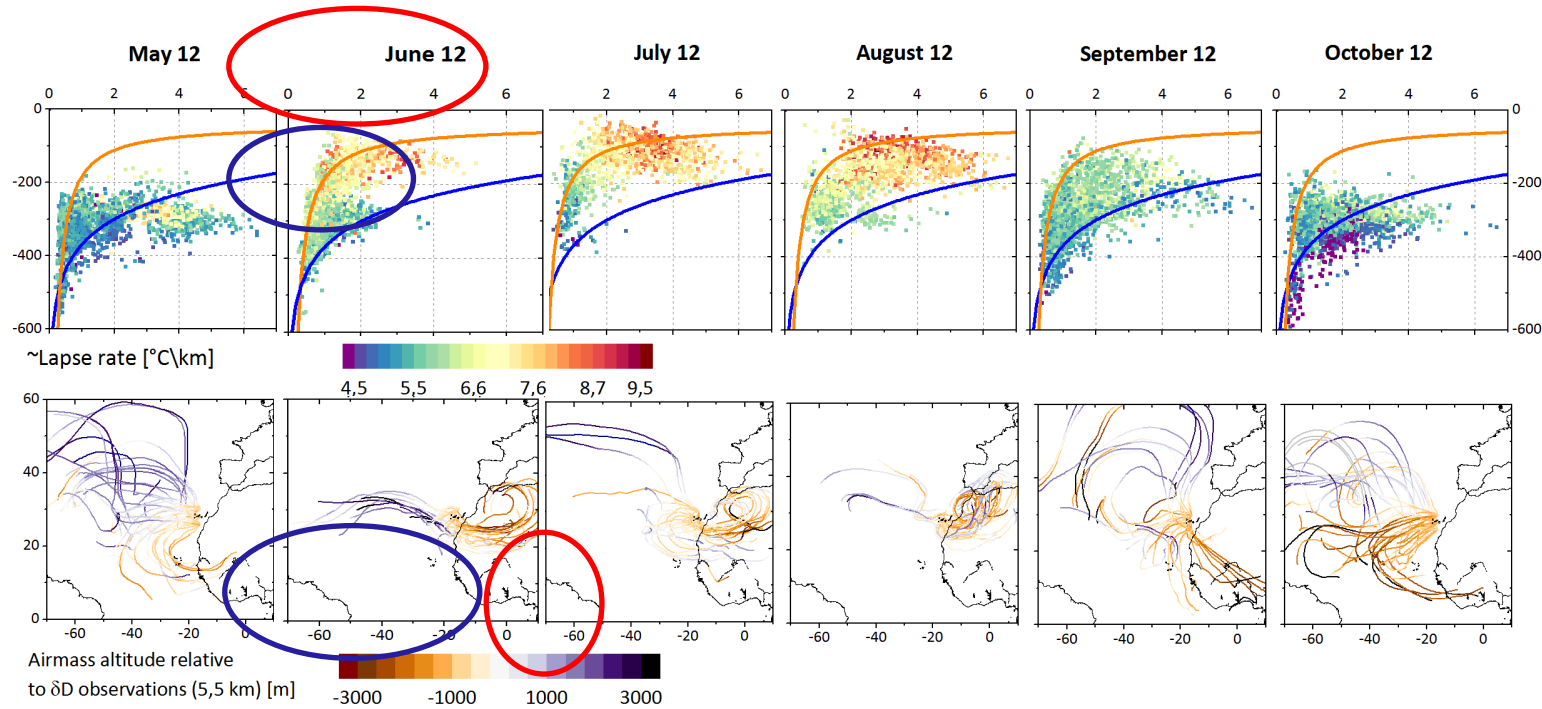 May 12 June 12 July 12 August 12 September 12 October 12
0 2 4 6 0 2 4 6 2 4 6 2 4 6 0 2 4 6 0 2 4 6
0 0
-200 -200
-400 -400
-600 -600
~Lapse rate [°C\km]
4,5 5,5 6,6 7,6 8,7 9,5
60
40
20
0
-60 -40 -20 0 -60 -40 -20 0 -60 -40 -20 0 -60 -40 -20 0 -60 -40 -20 0 -60 -40 -20 0
Airmass altitude relative
to δD observations (5,5 km) [m]
-3000 -1000 1000 3000